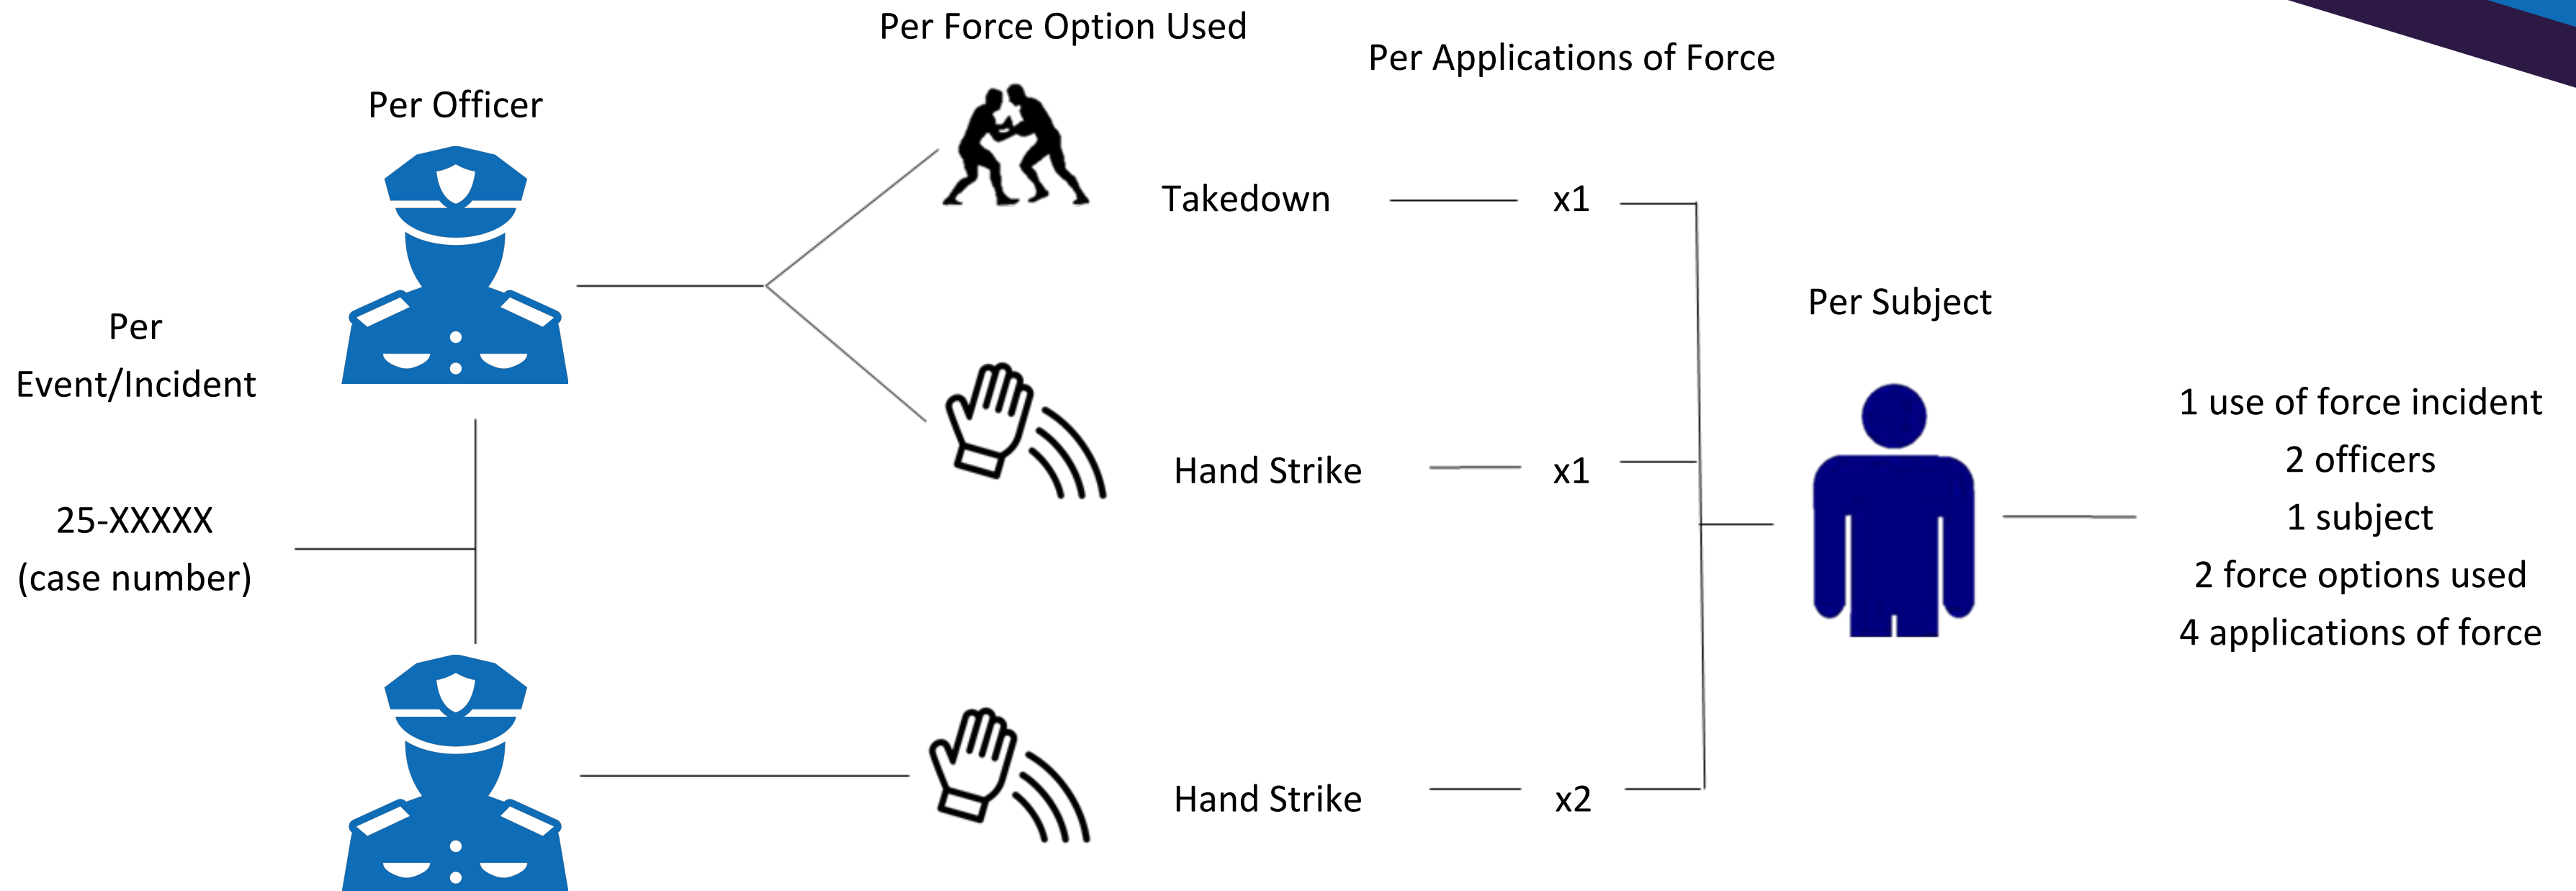 Per Force Option Used
Per Applications of Force
Per Officer
Takedown
x1
Per Subject
Per
Event/Incident
1 use of force incident
2 officers
1 subject
2 force options used
4 applications of force
Hand Strike
x1
25-XXXXX
(case number)
Hand Strike
x2